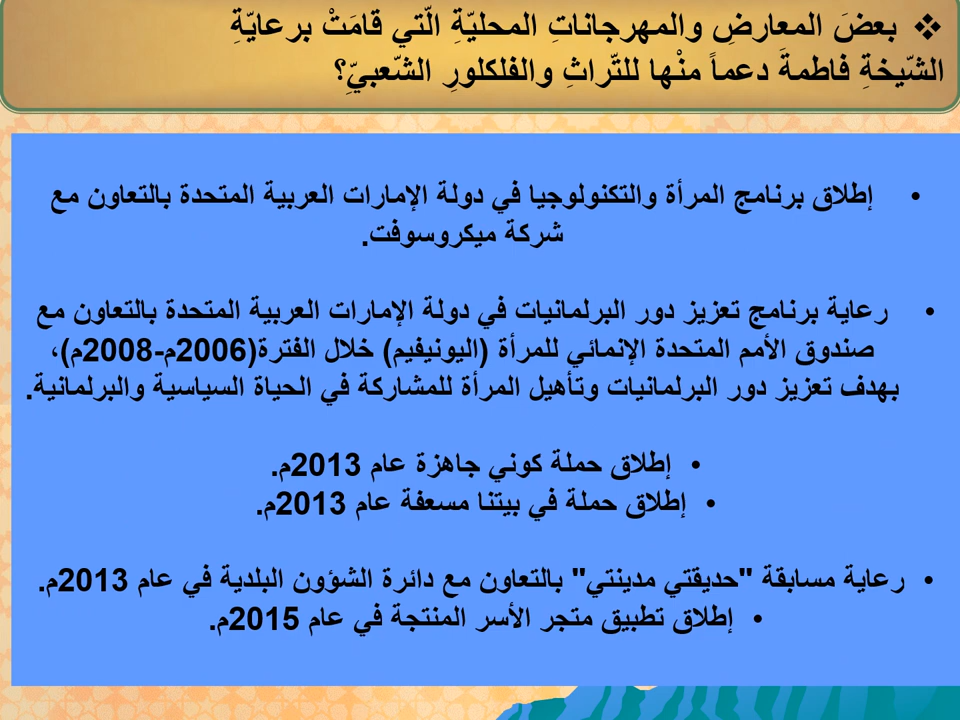 ❖ بعضَ المعارضِ والمهرجاناتِ المحليّةِ الّتي قامَتْ برعايّةِ
الشّيخةِ فاطمةَ دعماً منْها للتّراثِ والفلكلورِ الشّعبيِّ؟
• إطلاق برنامج المرأة والتكنولوجيا في دولة الإمارات العربية المتحدة بالتعاون مع
شركة ميكروسوفت.
• رعاية برنامج تعزيز دور البرلمانيات في دولة الإمارات العربية المتحدة بالتعاون مع
صندوق الأمم المتحدة الإنمائي للمرأة (اليونيفيم) خلال الفترة(2006م-2008م)،
بهدف تعزيز دور البرلمانيات وتأهيل المرأة للمشاركة في الحياة السياسية والبرلمانية.
• إطلاق حملة كوني جاهزة عام 2013م.
• إطلاق حملة في بيتنا مسعفة عام 2013م.
• رعاية مسابقة "حديقتي مدينتي" بالتعاون مع دائرة الشؤون البلدية في عام 2013م.
• إطلاق تطبيق متجر الأسر المنتجة في عام 2015م.